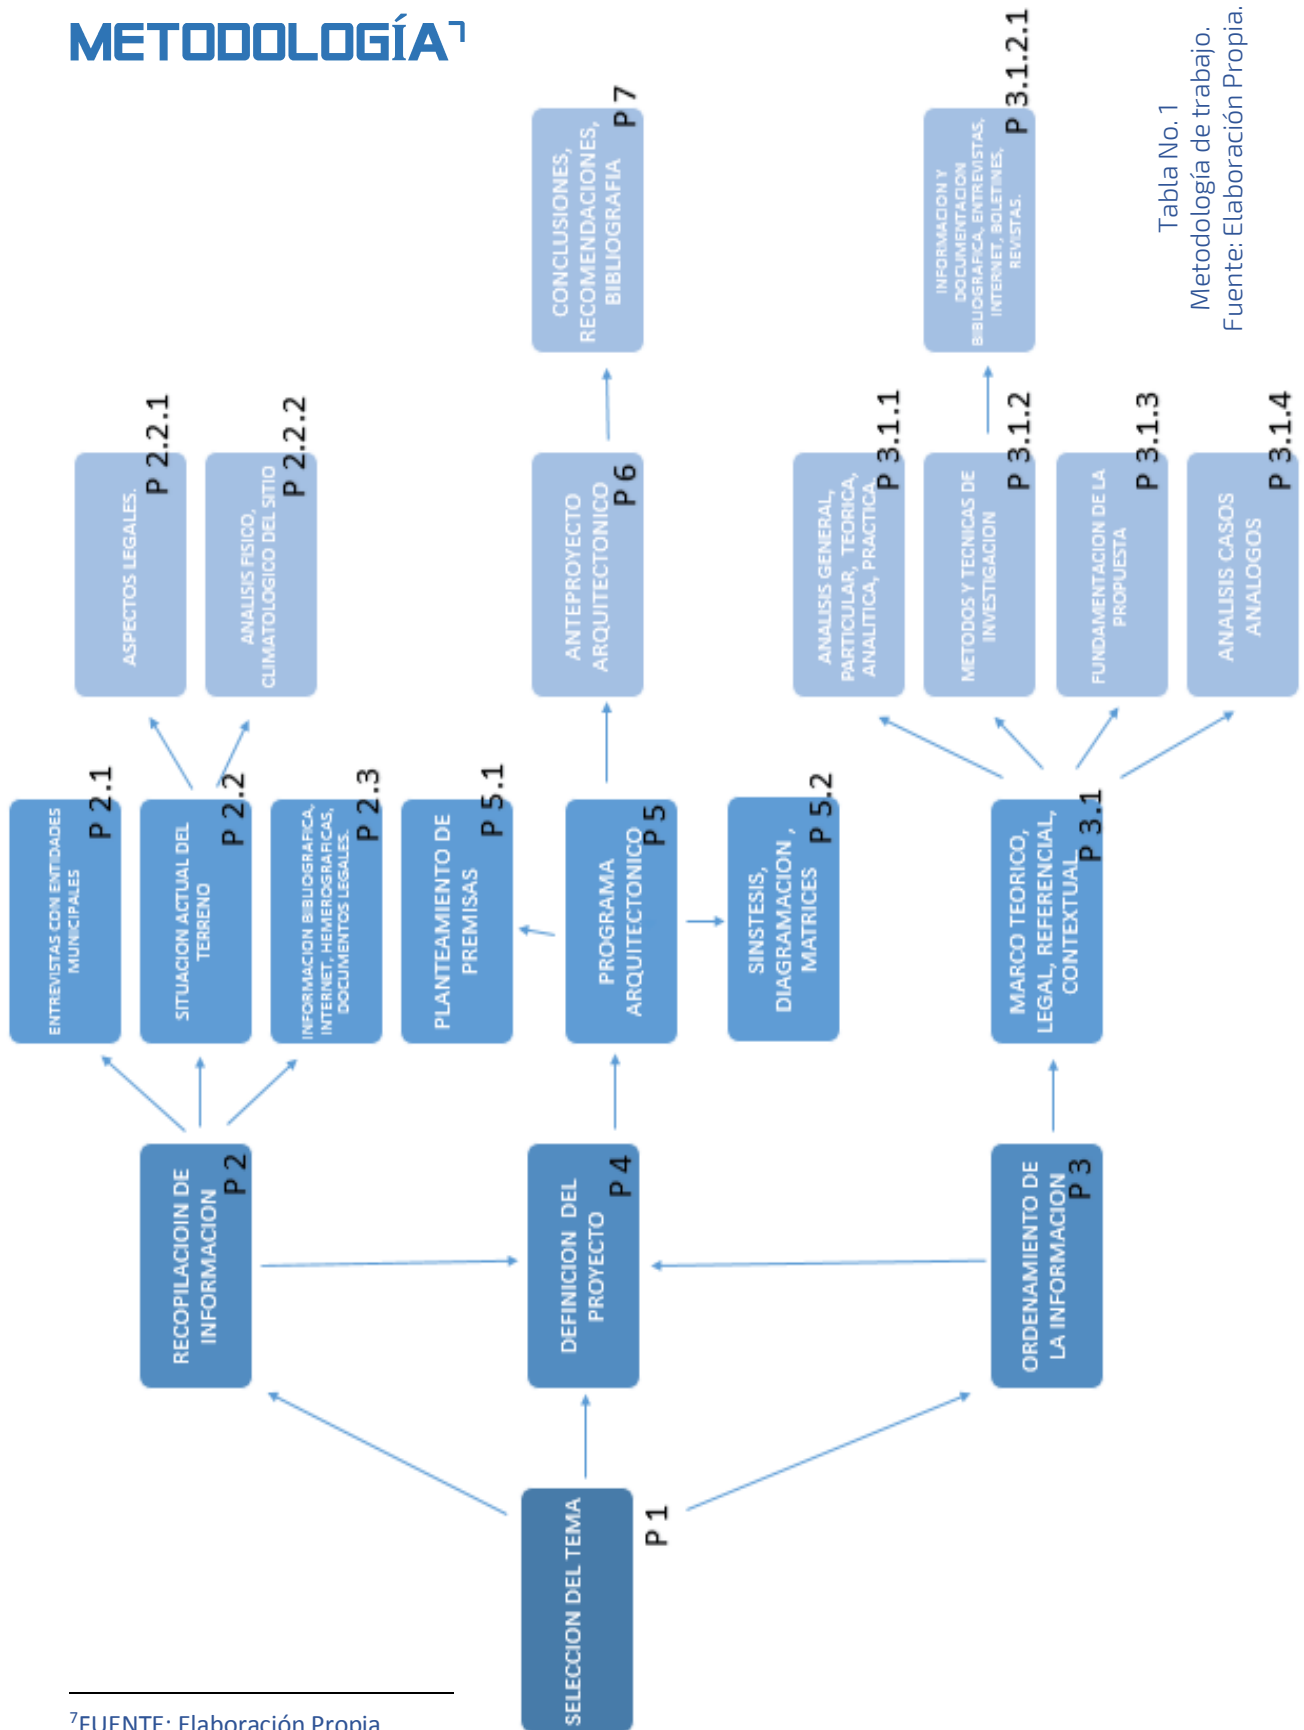 METODOLOGÍA⁷
SELECCION DEL TEMA
P 1
RECOPILACIOIN DE
INFORMACION
P 2
DEFINICION DEL
PROYECTO
P 4
ORDENAMIENTO DE
LA INFORMACION
P 3
ENTREVISTAS CON ENTIDADES
MUNICIPALES
P 2.1
SITUACION ACTUAL DEL
TERRENO
P 2.2
INFORMACION BIBLIOGRAFICA,
INTERNET, HEMEROGRAFICAS,
DOCUMENTOS LEGALES.
P 2.3
PLANTEAMIENTO DE
PREMISAS
P 5.1
PROGRAMA
ARQUITECTONICO
P 5
SINSTESIS,
DIAGRAMACION ,
MATRICES
P 5.2
MARCO TEORICO,
LEGAL, REFERENCIAL,
CONTEXTUAL
P 3.1
ASPECTOS LEGALES.
P 2.2.1
ANALISIS FISICO,
CLIMATOLOGICO DEL SITIO
P 2.2.2
ANTEPROYECTO
ARQUITECTONICO
P 6
ANALISIS GENERAL,
PARTICULAR, TEORICA,
ANALITICA, PRACTICA.
P 3.1.1
METODOS Y TECNICAS DE
INVESTIGACION
P 3.1.2
FUNDAMENTACION DE LA
PROPUESTA
P 3.1.3
ANALISIS CASOS
ANALOGOS
P 3.1.4
CONCLUSIONES,
RECOMENDACIONES,
BIBLIOGRAFIA
P 7
INFORMACION Y
DOCUMENTACION
BIBLIOGRAFICA, ENTREVISTAS,
INTERNET, BOLETINES,
REVISTAS.
P 3.1.2.1
Tabla No. 1
Metodología de trabajo.
Fuente: Elaboración Propia.
⁷FUENTE: Elaboración Propia